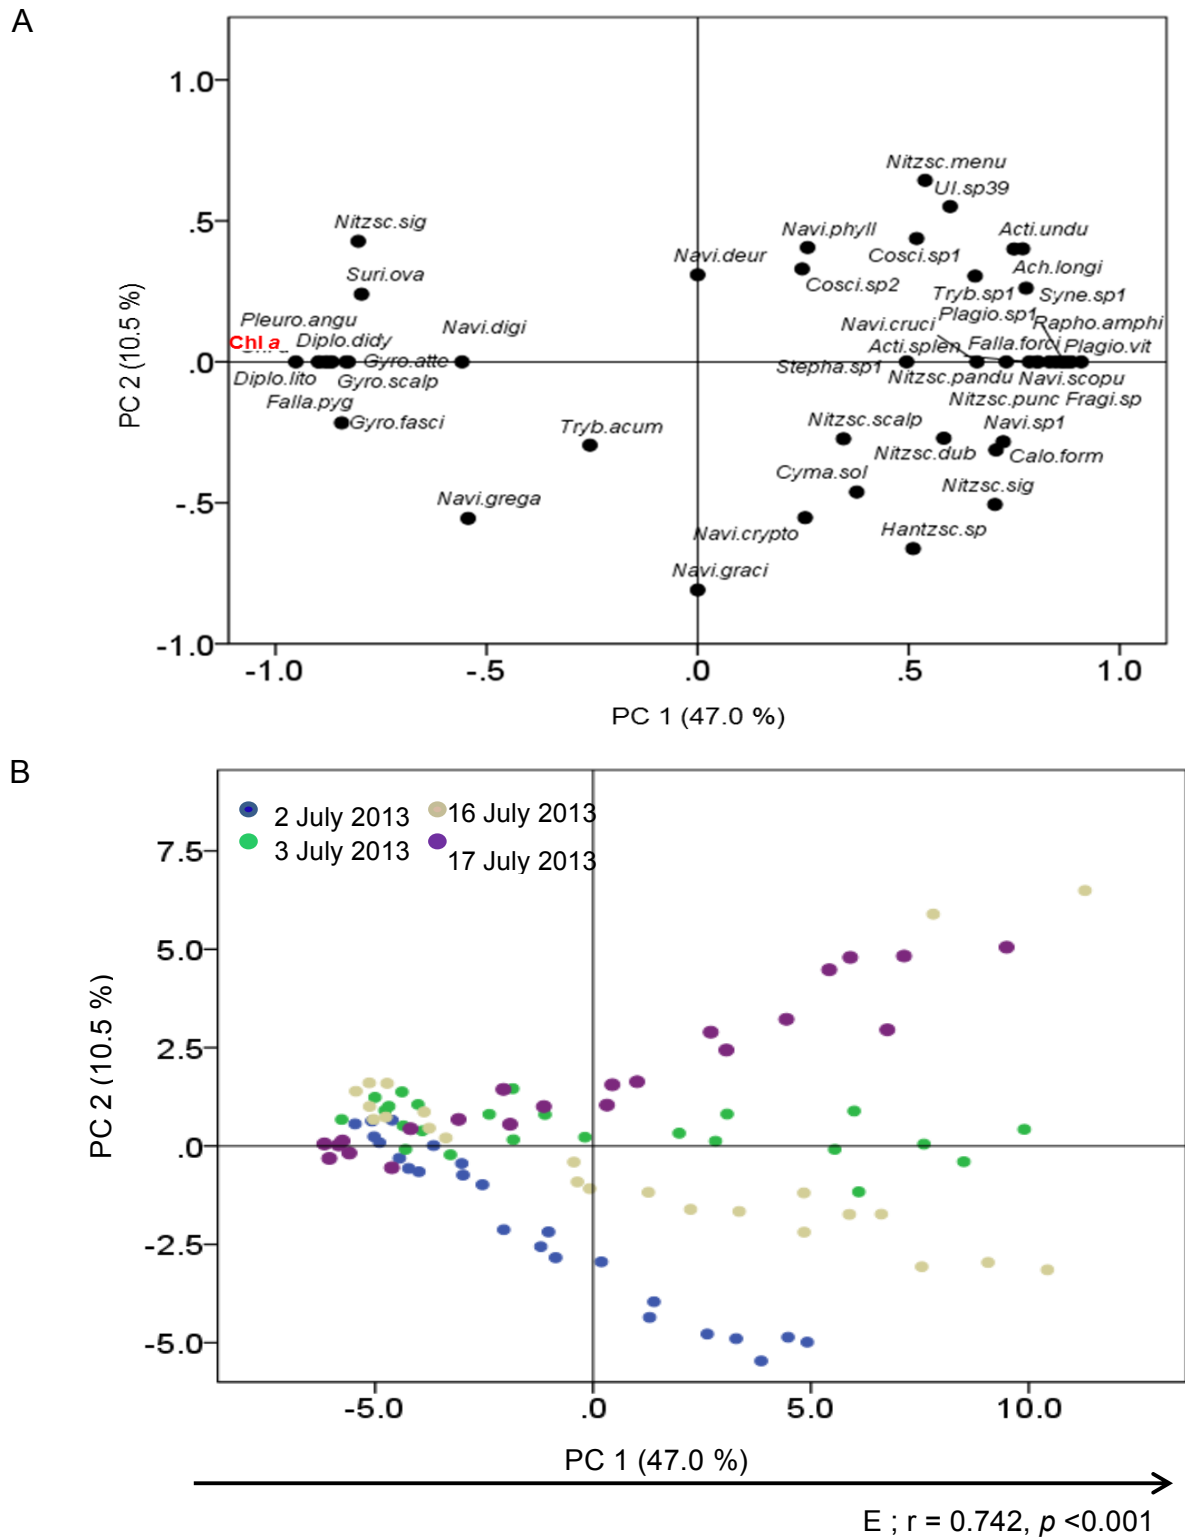 A
1.0
.5
.0
-.5
-1.0
PC 2 (10.5 %)
Nitzsc.menu
UI.sp39
Nitzsc.sig
Navi.phyll
Acti.undu
Navi.deur
Cosci.sp1
Suri.ova
Cosci.sp2
Ach.longi
Tryb.sp1
Syne.sp1
Pleuro.angu
Navi.digi
Plagio.sp1
Navi.cruci
Rapho.amphi
Chl a
Diplo.didy
Gyro.atte
Acti.splen
Falla.forci
Plagio.vit
Stepha.sp1
Diplo.lito
Gyro.scalp
Nitzsc.pandu
Navi.scopu
Falla.pyg
Nitzsc.punc
Fragi.sp
Gyro.fasci
Tryb.acum
Nitzsc.scalp
Navi.sp1
Nitzsc.dub
Calo.form
Cyma.sol
Nitzsc.sig
Navi.grega
Navi.crypto
Hantzsc.sp
Navi.graci
-1.0 -.5 .0 .5 1.0
PC 1 (47.0 %)
B
2 July 2013 16 July 2013
3 July 2013 17 July 2013
7.5
5.0
2.5
.0
-2.5
-5.0
PC 2 (10.5 %)
-5.0 .0 5.0 10.0
PC 1 (47.0 %)
E ; r = 0.742, p <0.001